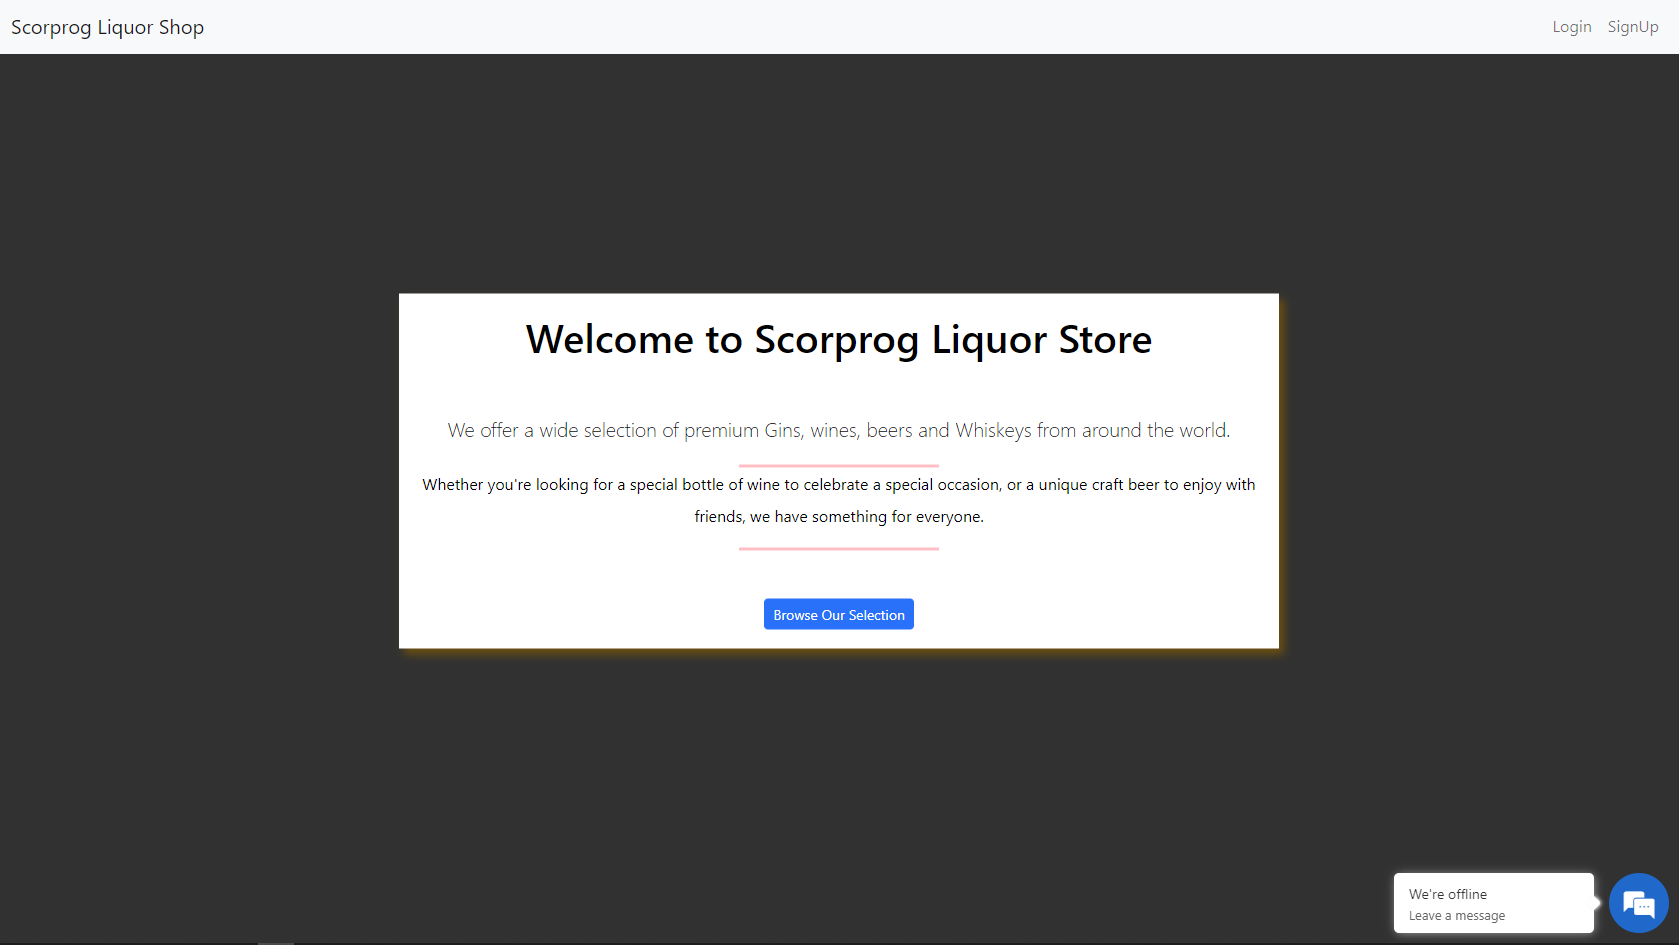 Scorprog Liquor Shop
Login SignUp
Welcome to Scorprog Liquor Store
We offer a wide selection of premium Gins, wines, beers and Whiskeys from around the world.
Whether you're looking for a special bottle of wine to celebrate a special occasion, or a unique craft beer to enjoy with
friends, we have something for everyone.
Browse Our Selection
We're offline
Leave a message